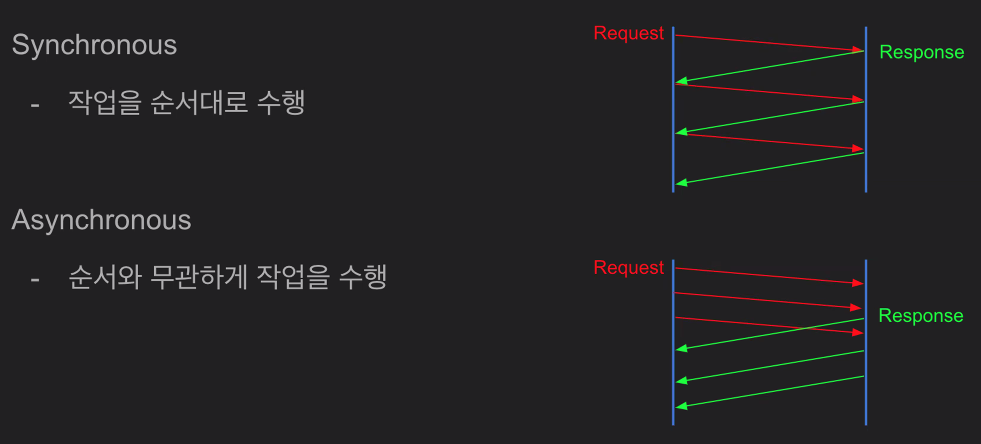 Synchronous
- 작업을 순서대로 수행
Request
Response
Asynchronous
- 순서와 무관하게 작업을 수행
Request
Response